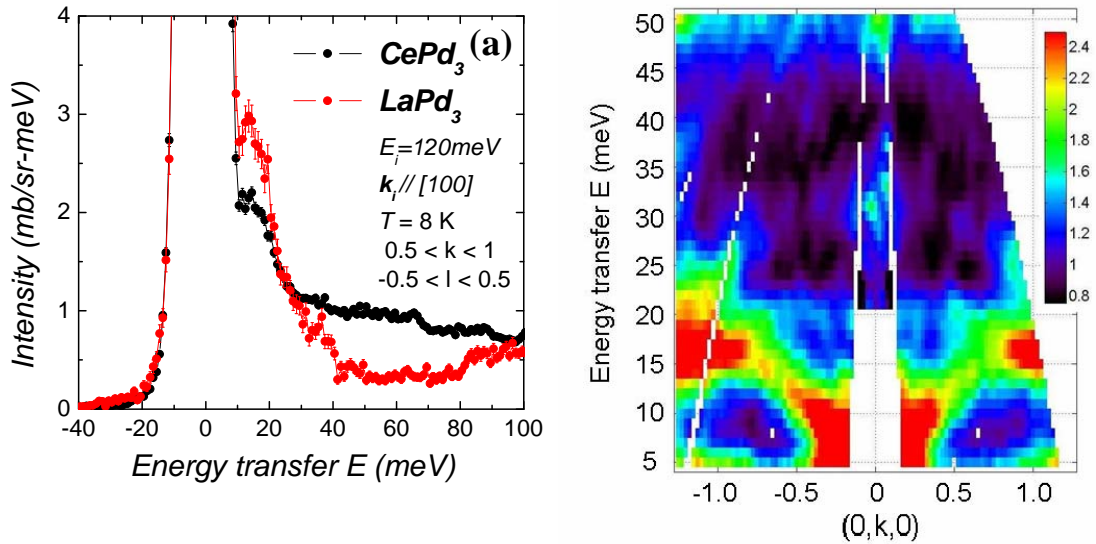 (a)
CePd3
LaPd3
Ei=120meV
ki // [100]
T = 8 K
0.5 < k < 1
-0.5 < l < 0.5
Intensity (mb/sr-meV)
4
3
2
1
0
-40 -20 0 20 40 60 80 100
Energy transfer E (meV)
Energy transfer E (meV)
50
45
40
35
30
25
20
15
10
5
2.4
2.2
2
1.8
1.6
1.4
1.2
1
0.8
-1.0 -0.5 0 0.5 1.0
(0,k,0)